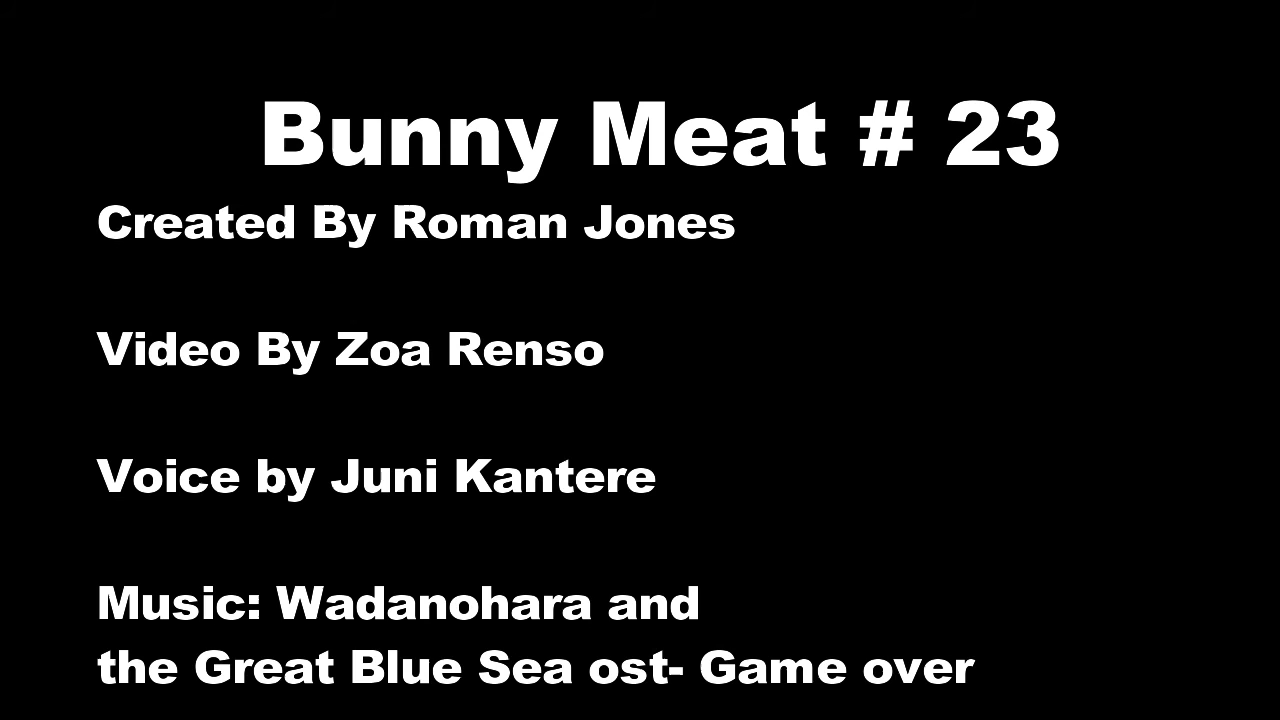 Bunny Meat # 23
Created By Roman Jones
Video By Zoa Renso
Voice by Juni Kantere
Music: Wadanohara and
the Great Blue Sea ost- Game over